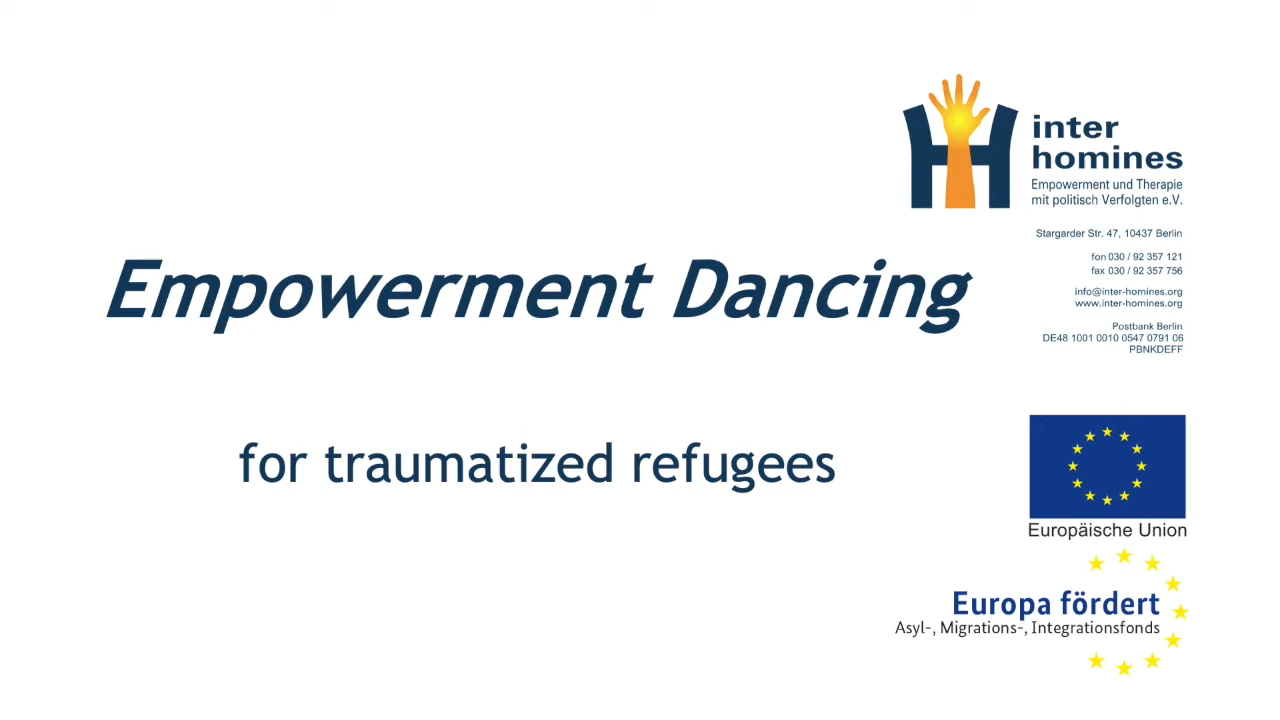 inter
homines
Empowerment und Therapie
mit politisch Verfolgten e.V.
Stargarder Str. 47, 10437 Berlin
fon 030 / 92 357 121
fax 030 / 92 357 756
info@inter-homines.org
www.inter-homines.org
Postbank Berlin
DE48 1001 0010 0547 0791 06
PBNKDEFF
Empowerment Dancing
for traumatized refugees
Europäische Union
Europa fördert
Asyl-, Migrations-, Integrationsfonds